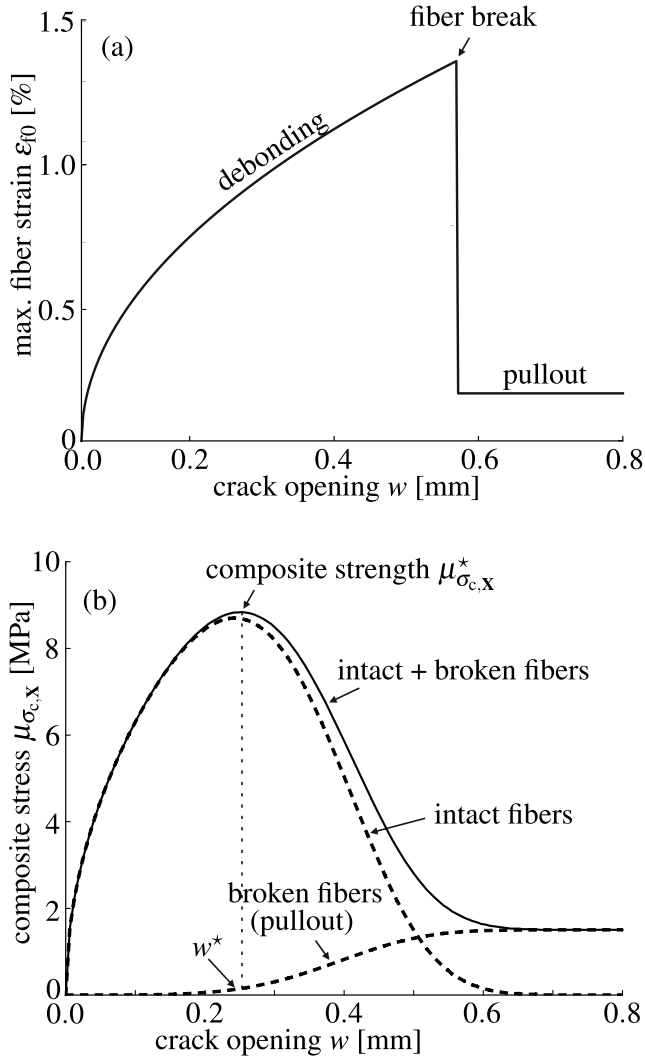 (a)
fiber break
1.5
1.0
0.5
0
max. fiber strain εf0 [%]
debonding
pullout
0.0 0.2 0.4 0.6 0.8
crack opening w [mm]
(b)
composite strength μ⋆σc,X
10
8
6
4
2
0
composite stress μσc,X [MPa]
intact + broken fibers
intact fibers
broken fibers
(pullout)
w⋆
0.0 0.2 0.4 0.6 0.8
crack opening w [mm]